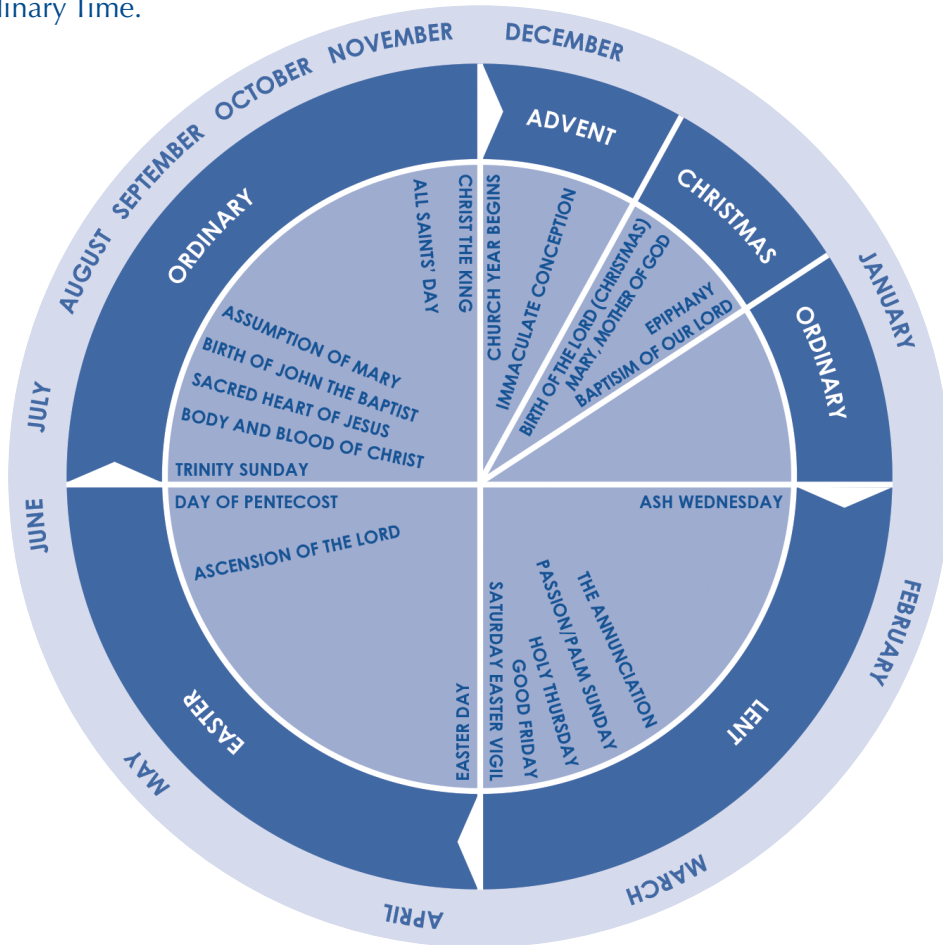 dinary Time.
DECEMBER
JANUARY
FEBRUARY
MARCH
APRIL
MAY
JUNE
JULY
AUGUST
SEPTEMBER
OCTOBER
NOVEMBER
ADVENT
CHRISTMAS
ORDINARY
LENT
EASTER
ORDINARY
CHURCH YEAR BEGINS
IMMACULATE CONCEPTION
BIRTH OF THE LORD (CHRISTMAS)
MARY, MOTHER OF GOD
EPIPHANY
BAPTISIM OF OUR LORD
ASH WEDNESDAY
THE ANNUNCIATION
PASSION/PALM SUNDAY
HOLY THURSDAY
GOOD FRIDAY
SATURDAY EASTER VIGIL
EASTER DAY
ASCENSION OF THE LORD
DAY OF PENTECOST
TRINITY SUNDAY
BODY AND BLOOD OF CHRIST
SACRED HEART OF JESUS
BIRTH OF JOHN THE BAPTIST
ASSUMPTION OF MARY
ALL SAINTS' DAY
CHRIST THE KING